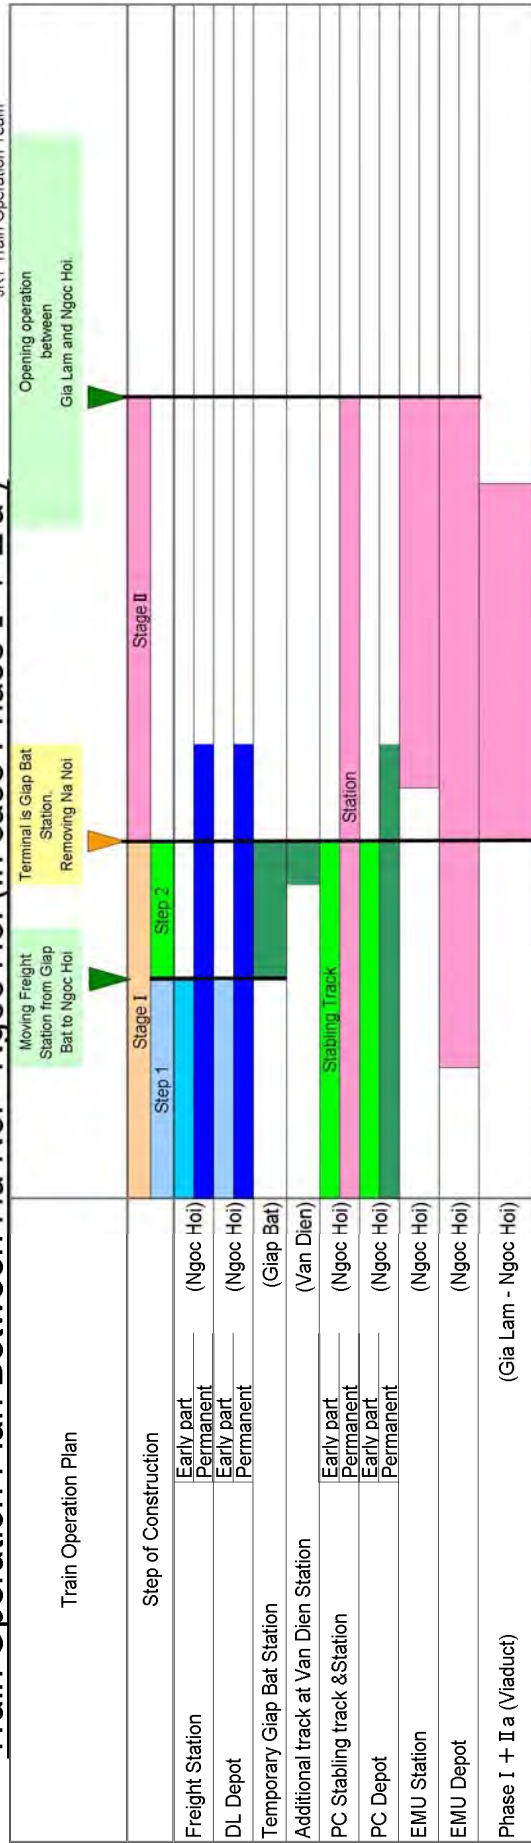 Train Operation Plan
Moving Freight
Station from Giap
Bat to Ngoc Hoi
Terminal is Giap Bat
Station.
Removing Na Noi
Opening operation
between
Gia Lam and Ngoc Hoi.
Step of Construction
Stage I
Stage II
Step 1
Step 2
Freight Station
Early part
Permanent
(Ngoc Hoi)
DL Depot
Early part
Permanent
(Ngoc Hoi)
Temporary Giap Bat Station
(Giap Bat)
Additional track at Van Dien Station
(Van Dien)
PC Stabling track &Station
Early part
Permanent
(Ngoc Hoi)
Stabling Track
Station
PC Depot
Early part
Permanent
(Ngoc Hoi)
EMU Station
(Ngoc Hoi)
EMU Depot
(Ngoc Hoi)
Phase I + II a (Viaduct)
(Gia Lam - Ngoc Hoi)